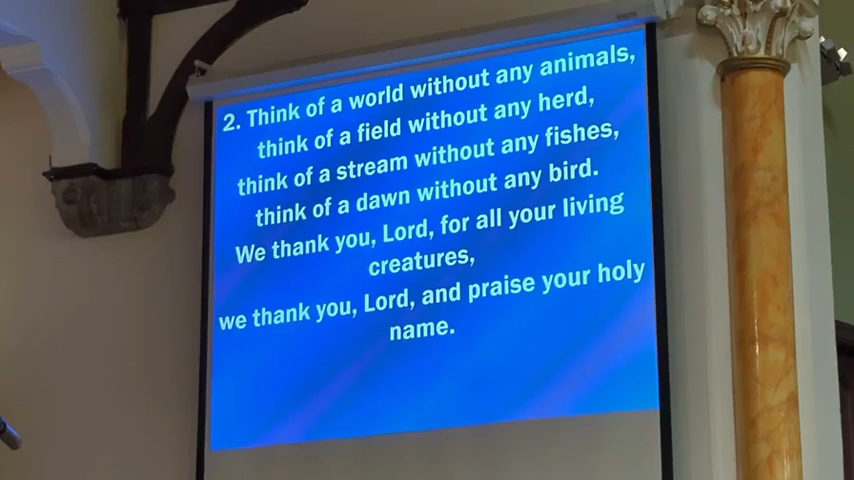 2. Think of a world without any animals,
think of a field without any herd,
think of a stream without any fishes,
think of a dawn without any bird.
We thank you, Lord, for all your living
creatures,
we thank you, Lord, and praise your holy
name.